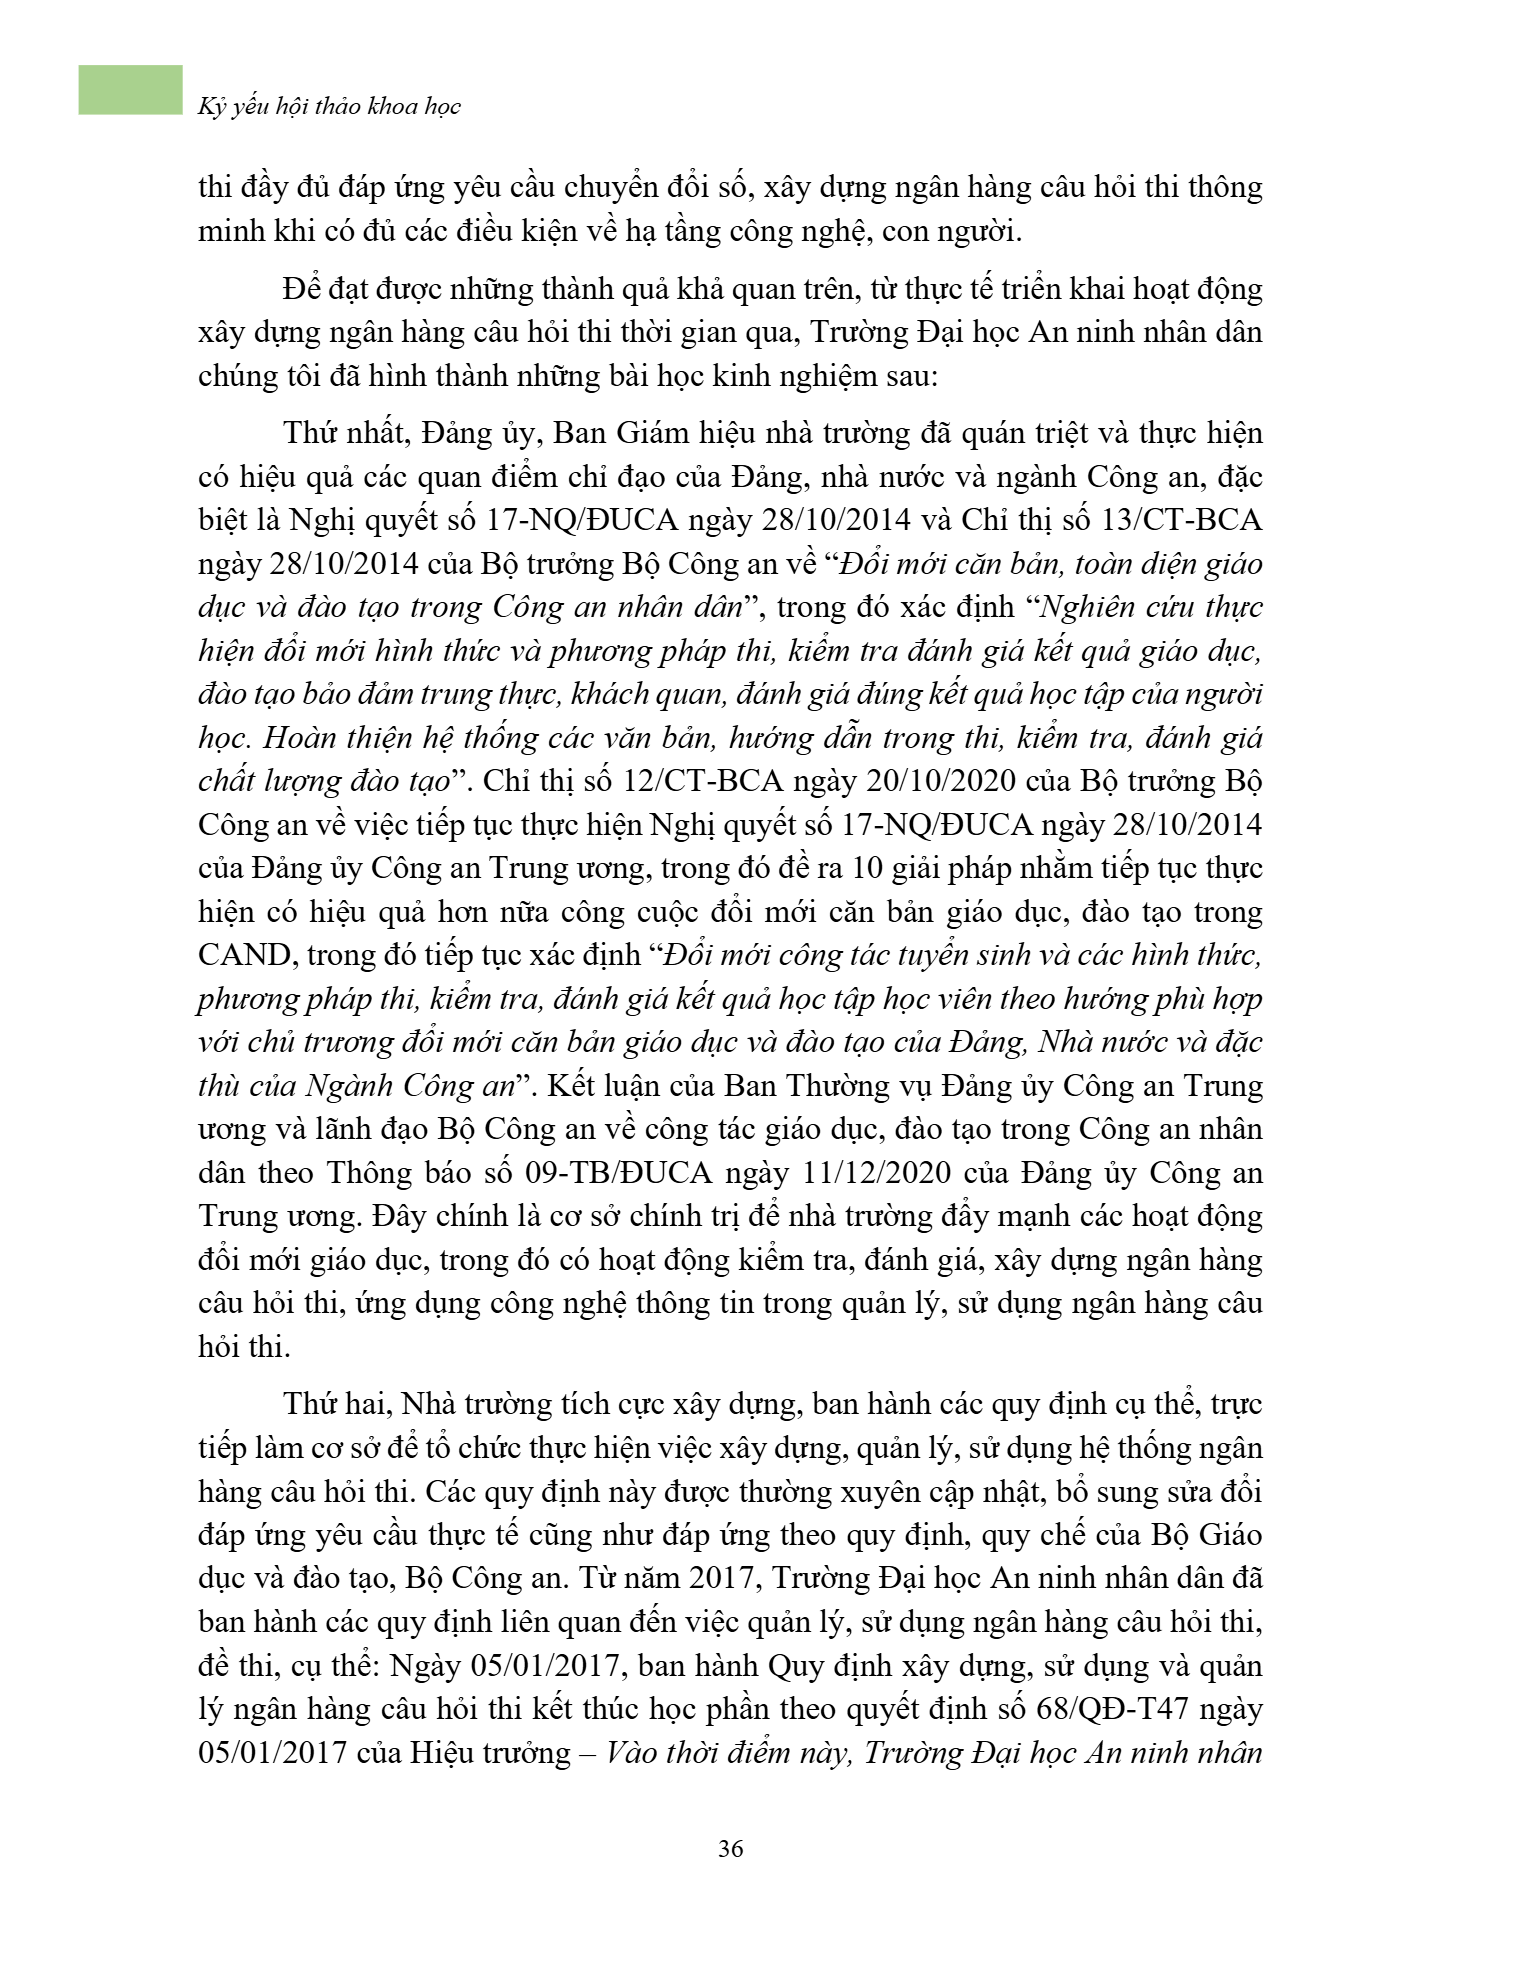 Kỷ yếu hội thảo khoa học
thi đầy đủ đáp ứng yêu cầu chuyển đổi số, xây dựng ngân hàng câu hỏi thi thông
minh khi có đủ các điều kiện về hạ tầng công nghệ, con người.
Để đạt được những thành quả khả quan trên, từ thực tế triển khai hoạt động
xây dựng ngân hàng câu hỏi thi thời gian qua, Trường Đại học An ninh nhân dân
chúng tôi đã hình thành những bài học kinh nghiệm sau:
Thứ nhất, Đảng ủy, Ban Giám hiệu nhà trường đã quán triệt và thực hiện
có hiệu quả các quan điểm chỉ đạo của Đảng, nhà nước và ngành Công an, đặc
biệt là Nghị quyết số 17-NQ/ĐUCA ngày 28/10/2014 và Chỉ thị số 13/CT-BCA
ngày 28/10/2014 của Bộ trưởng Bộ Công an về “Đổi mới căn bản, toàn diện giáo
dục và đào tạo trong Công an nhân dân”, trong đó xác định “Nghiên cứu thực
hiện đổi mới hình thức và phương pháp thi, kiểm tra đánh giá kết quả giáo dục,
đào tạo bảo đảm trung thực, khách quan, đánh giá đúng kết quả học tập của người
học. Hoàn thiện hệ thống các văn bản, hướng dẫn trong thi, kiểm tra, đánh giá
chất lượng đào tạo”. Chỉ thị số 12/CT-BCA ngày 20/10/2020 của Bộ trưởng Bộ
Công an về việc tiếp tục thực hiện Nghị quyết số 17-NQ/ĐUCA ngày 28/10/2014
của Đảng ủy Công an Trung ương, trong đó đề ra 10 giải pháp nhằm tiếp tục thực
hiện có hiệu quả hơn nữa công cuộc đổi mới căn bản giáo dục, đào tạo trong
CAND, trong đó tiếp tục xác định “Đổi mới công tác tuyển sinh và các hình thức,
phương pháp thi, kiểm tra, đánh giá kết quả học tập học viên theo hướng phù hợp
với chủ trương đổi mới căn bản giáo dục và đào tạo của Đảng, Nhà nước và đặc
thù của Ngành Công an”. Kết luận của Ban Thường vụ Đảng ủy Công an Trung
ương và lãnh đạo Bộ Công an về công tác giáo dục, đào tạo trong Công an nhân
dân theo Thông báo số 09-TB/ĐUCA ngày 11/12/2020 của Đảng ủy Công an
Trung ương. Đây chính là cơ sở chính trị để nhà trường đẩy mạnh các hoạt động
đổi mới giáo dục, trong đó có hoạt động kiểm tra, đánh giá, xây dựng ngân hàng
câu hỏi thi, ứng dụng công nghệ thông tin trong quản lý, sử dụng ngân hàng câu
hỏi thi.
Thứ hai, Nhà trường tích cực xây dựng, ban hành các quy định cụ thể, trực
tiếp làm cơ sở để tổ chức thực hiện việc xây dựng, quản lý, sử dụng hệ thống ngân
hàng câu hỏi thi. Các quy định này được thường xuyên cập nhật, bổ sung sửa đổi
đáp ứng yêu cầu thực tế cũng như đáp ứng theo quy định, quy chế của Bộ Giáo
dục và đào tạo, Bộ Công an. Từ năm 2017, Trường Đại học An ninh nhân dân đã
ban hành các quy định liên quan đến việc quản lý, sử dụng ngân hàng câu hỏi thi,
đề thi, cụ thể: Ngày 05/01/2017, ban hành Quy định xây dựng, sử dụng và quản
lý ngân hàng câu hỏi thi kết thúc học phần theo quyết định số 68/QĐ-T47 ngày
05/01/2017 của Hiệu trưởng – Vào thời điểm này, Trường Đại học An ninh nhân
36